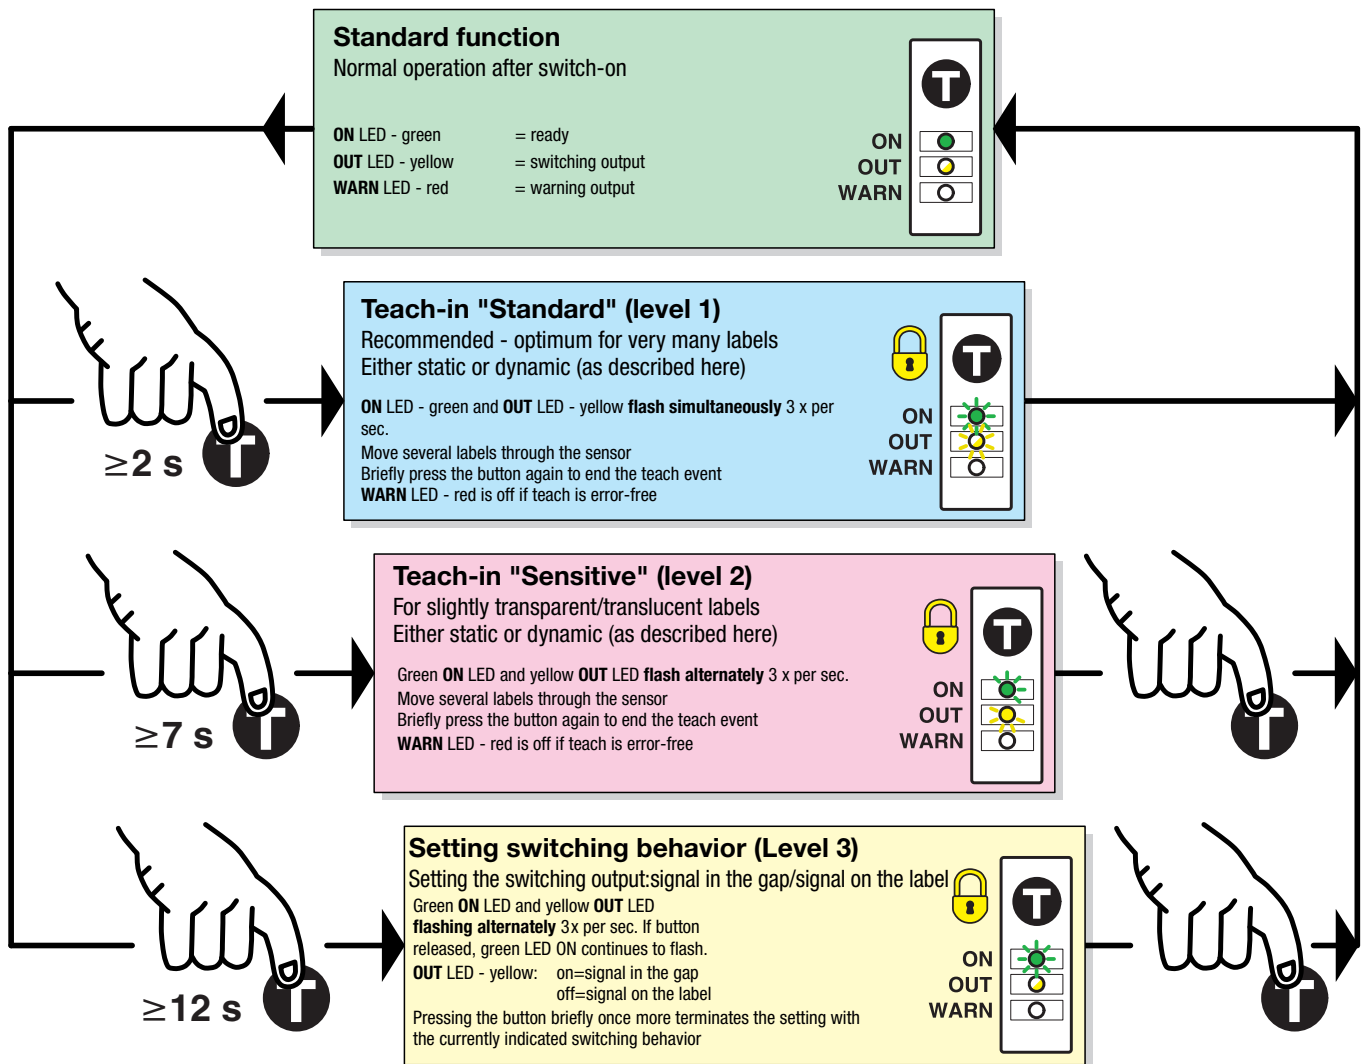 Standard function
Normal operation after switch-on
T
ON LED - green = ready
OUT LED - yellow = switching output
WARN LED - red = warning output
ON
OUT
WARN
Teach-in "Standard" (level 1)
Recommended - optimum for very many labels
Either static or dynamic (as described here)
ON LED - green and OUT LED - yellow flash simultaneously 3 x per
sec.
Move several labels through the sensor
Briefly press the button again to end the teach event
WARN LED - red is off if teach is error-free
T
ON
OUT
WARN
≥2 s
T
Teach-in "Sensitive" (level 2)
For slightly transparent/translucent labels
Either static or dynamic (as described here)
Green ON LED and yellow OUT LED flash alternately 3 x per sec.
Move several labels through the sensor
Briefly press the button again to end the teach event
WARN LED - red is off if teach is error-free
T
ON
OUT
WARN
≥7 s
T
T
Setting switching behavior (Level 3)
Setting the switching output:signal in the gap/signal on the label
Green ON LED and yellow OUT LED
flashing alternately 3x per sec. If button
released, green LED ON continues to flash.
OUT LED - yellow: on=signal in the gap
off=signal on the label
Pressing the button briefly once more terminates the setting with
the currently indicated switching behavior
T
ON
OUT
WARN
≥12 s
T
T